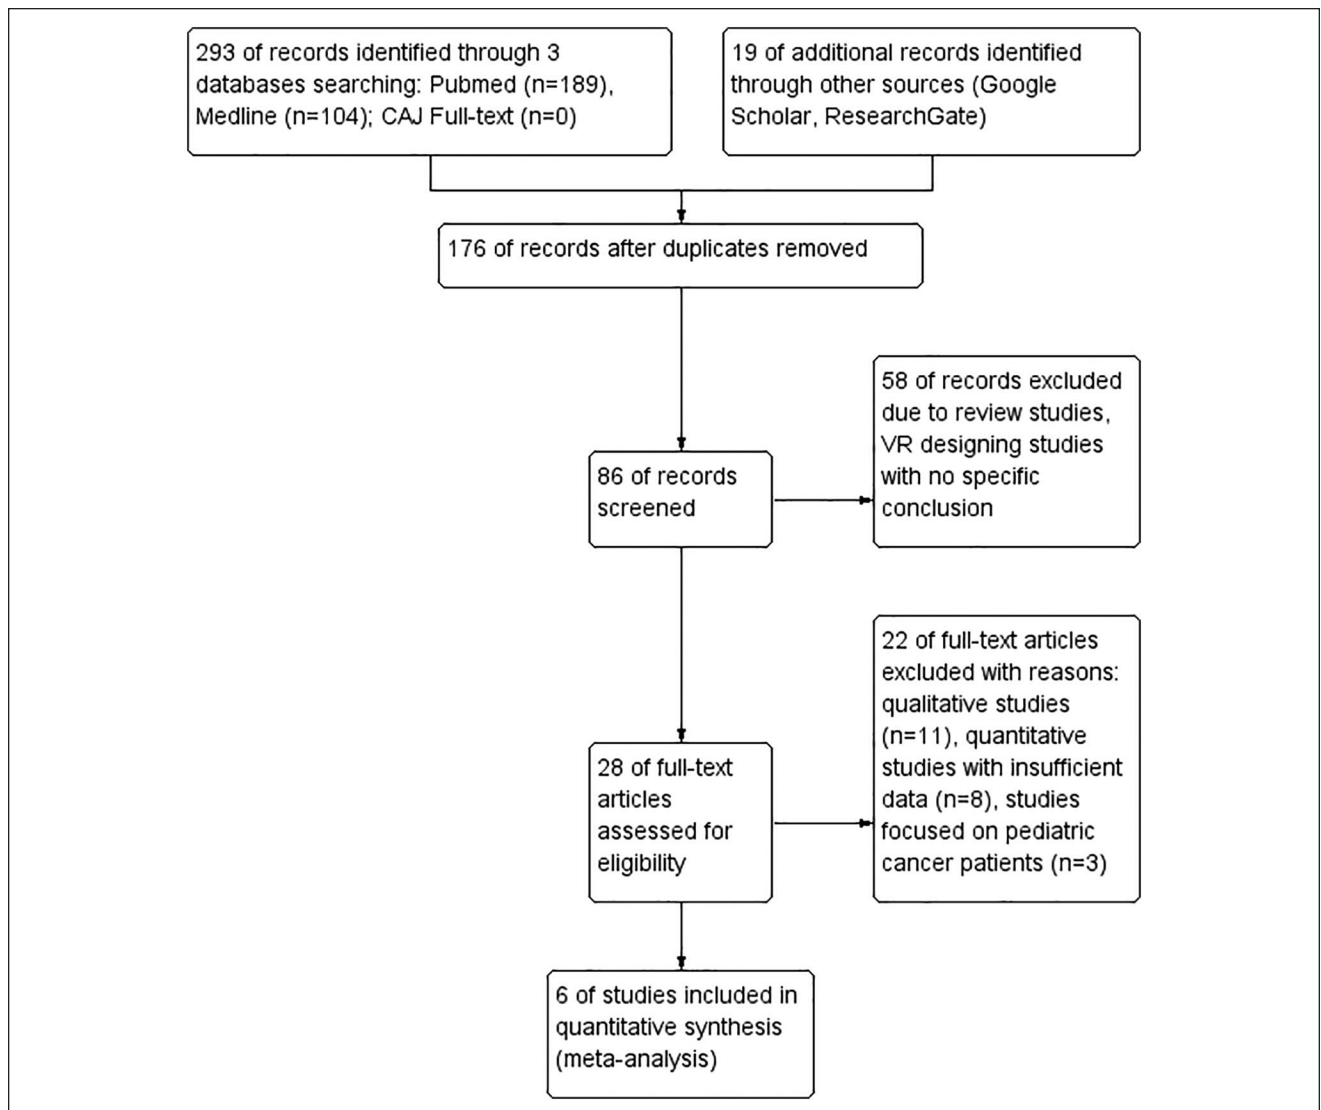 293 of records identified through 3
databases searching: Pubmed (n=189),
Medline (n=104); CAJ Full-text (n=0)
19 of additional records identified
through other sources (Google
Scholar, ResearchGate)
176 of records after duplicates removed
58 of records excluded
due to review studies,
VR designing studies
with no specific
conclusion
86 of records
screened
22 of full-text articles
excluded with reasons:
qualitative studies
(n=11), quantitative
studies with insufficient
data (n=8), studies
focused on pediatric
cancer patients (n=3)
28 of full-text
articles
assessed for
eligibility
6 of studies included in
quantitative synthesis
(meta-analysis)